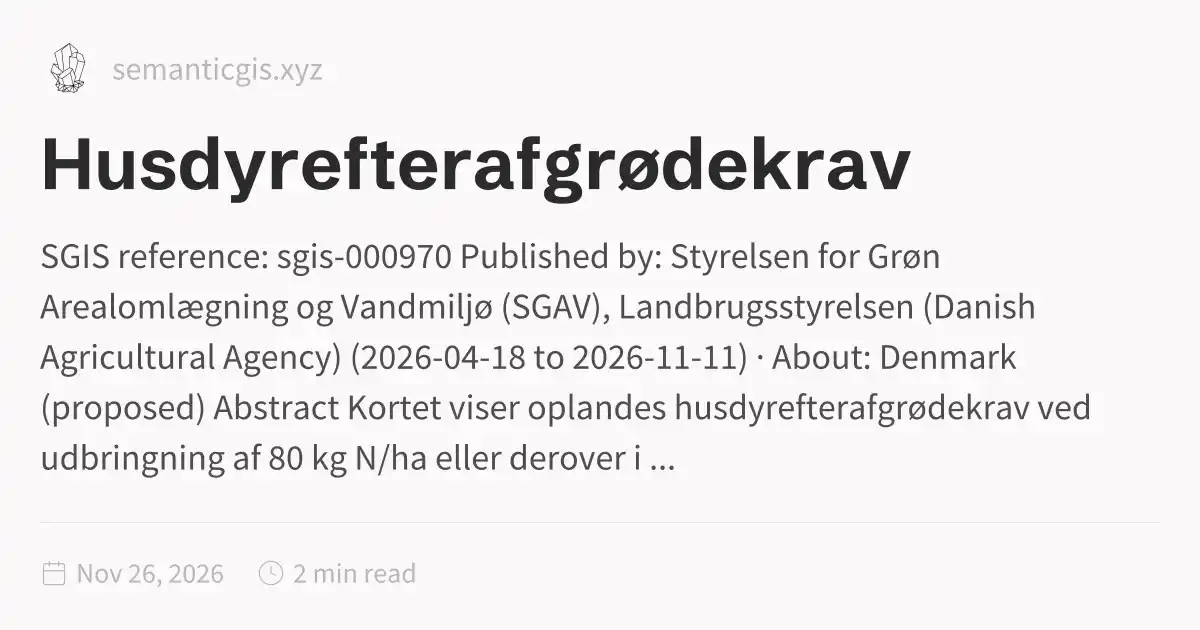 semanticgis.xyz
Husdyrefterafgrødekrav
SGIS reference: sgis-000970 Published by: Styrelsen for Grøn
Arealomlægning og Vandmiljø (SGAV), Landbrugsstyrelsen (Danish
Agricultural Agency) (2026-04-18 to 2026-11-11) · About: Denmark
(proposed) Abstract Kortet viser oplandes husdyrefterafgrødekrav ved
udbringning af 80 kg N/ha eller derover i ...
Nov 26, 2026 2 min read